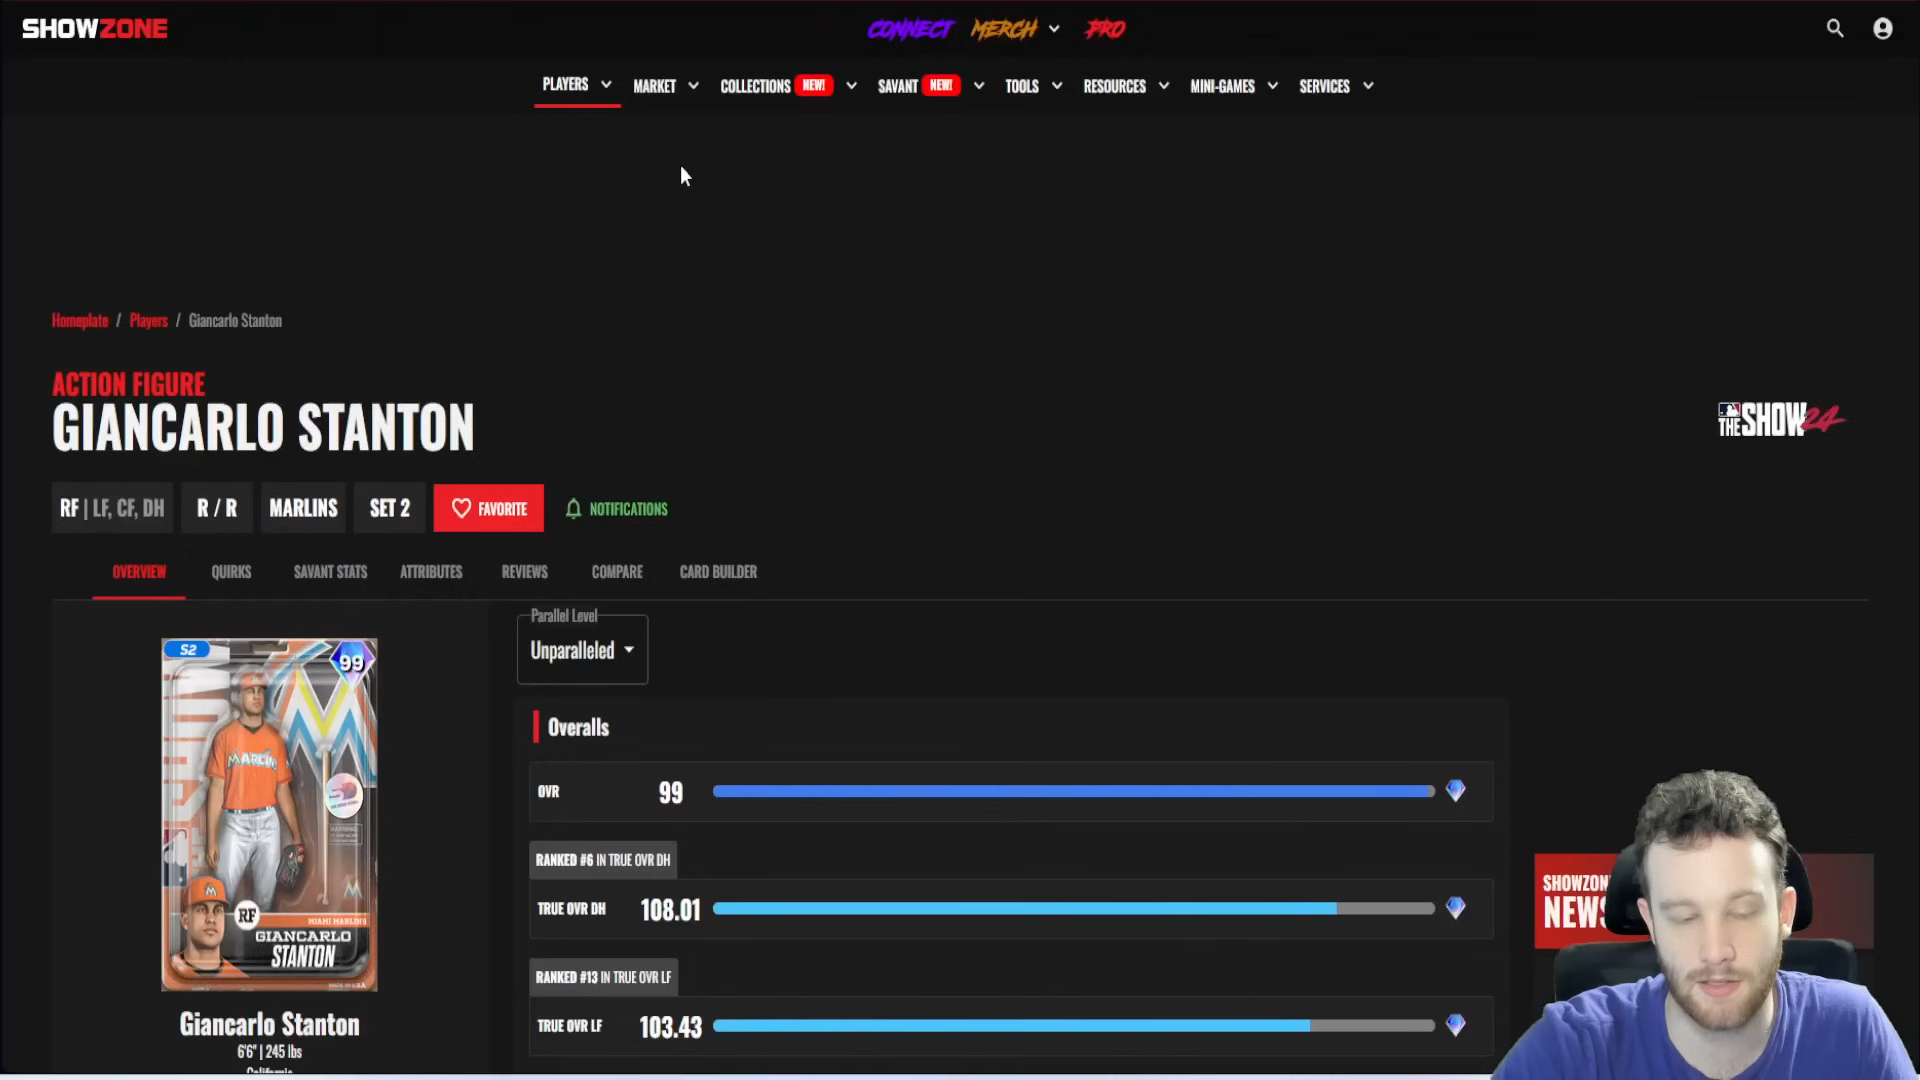 SHOWZONE
CONNECT MERCH PRO
PLAYERS MARKET COLLECTIONS NEW! SAVANT NEW! TOOLS RESOURCES MINI-GAMES SERVICES
Homeplate / Players / Giancarlo Stanton
ACTION FIGURE
GIANCARLO STANTON
THE SHOW 24
RF | LF, CF, DH R / R MARLINS SET 2 FAVORITE NOTIFICATIONS
OVERVIEW QUIRKS SAVANT STATS ATTRIBUTES REVIEWS COMPARE CARD BUILDER
Parallel Level
Unparalleled
S2
99
MARLINS
RF
MIAMI MARLINS
GIANCARLO
STANTON
Giancarlo Stanton
6'6" | 245 lbs
California
Overalls
OVR 99
RANKED #6 IN TRUE OVR DH
TRUE OVR DH 108.01
RANKED #13 IN TRUE OVR LF
TRUE OVR LF 103.43
SHOWZON
NEWS